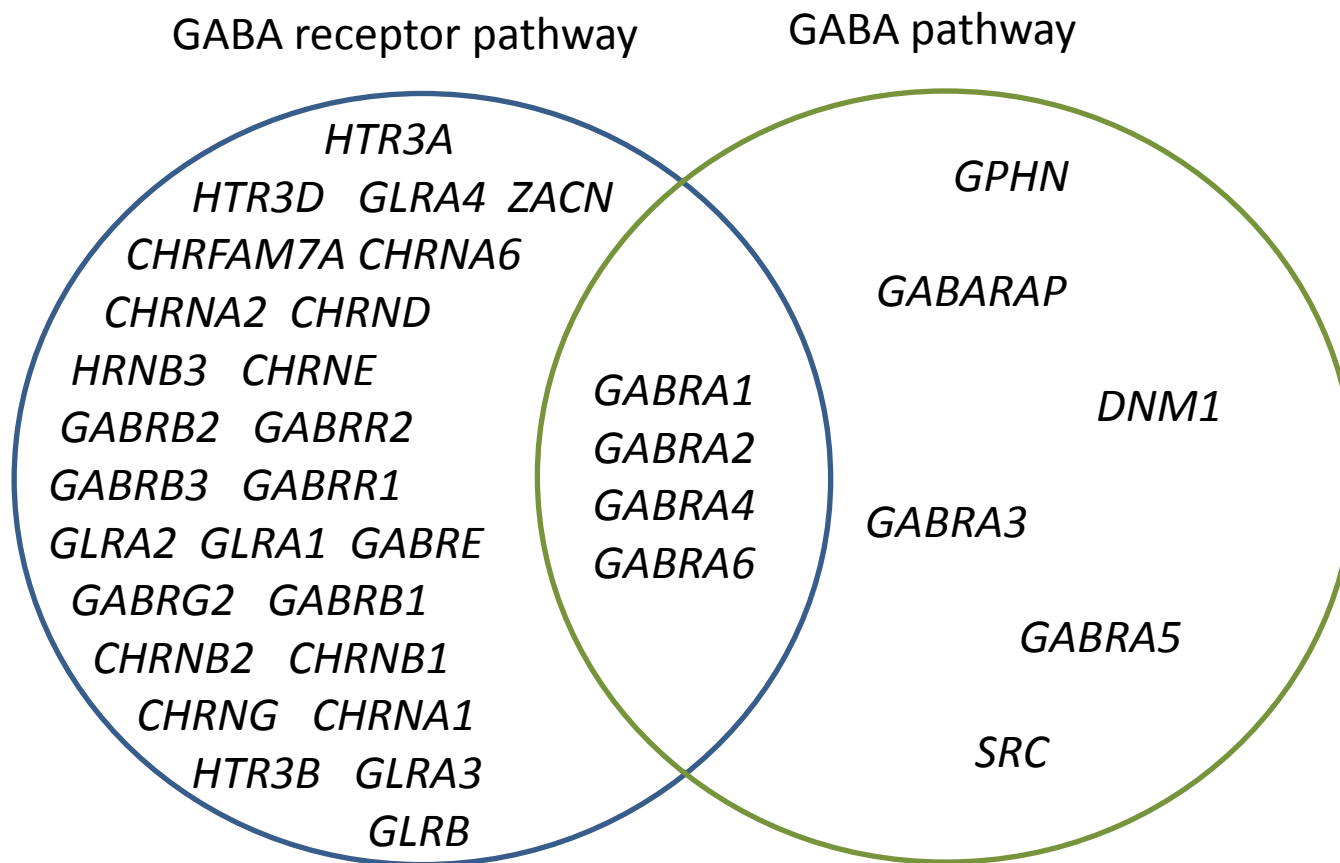 GABA receptor pathway
GABA pathway
HTR3A
HTR3D GLRA4 ZACN
CHRFAM7A CHRNA6
CHRNA2 CHRND
HRNB3 CHRNE
GABRB2 GABRR2
GABRB3 GABRR1
GLRA2 GLRA1 GABRE
GABRG2 GABRB1
CHRNB2 CHRNB1
CHRNG CHRNA1
HTR3B GLRA3
GLRB
GABRA1
GABRA2
GABRA4
GABRA6
GPHN
GABARAP
DNM1
GABRA3
GABRA5
SRC